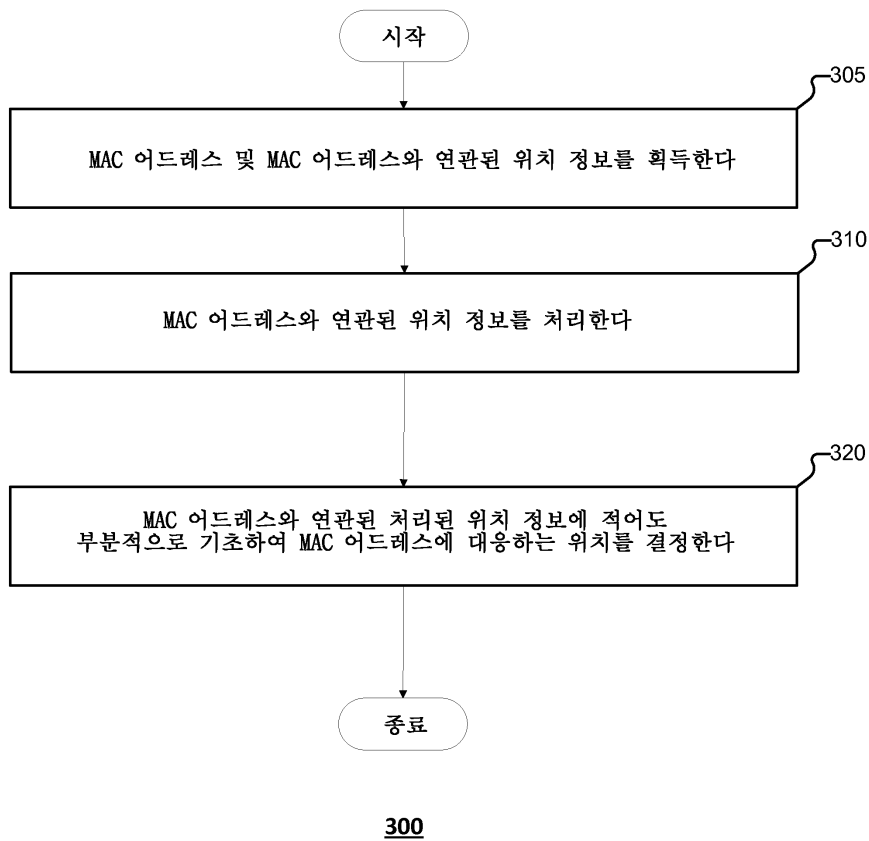 시작
305
MAC 어드레스 및 MAC 어드레스와 연관된 위치 정보를 획득한다
310
MAC 어드레스와 연관된 위치 정보를 처리한다
320
MAC 어드레스와 연관된 처리된 위치 정보에 적어도
부분적으로 기초하여 MAC 어드레스에 대응하는 위치를 결정한다
종료
300